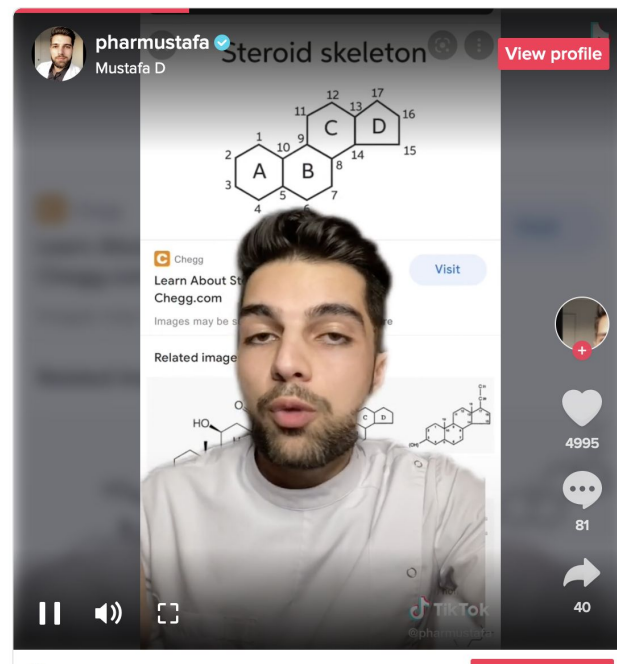 pharmustafa
Mustafa D
Steroid skeleton
View profile
12
17
11
13
16
C
D
1
9
2
10
14
15
8
A
B
3
5
7
4
6
Chegg
Learn About St
Chegg.com
Visit
Images may be s
re
Related image
O
HO
C
D
4995
81
40
TikTok
@pharmustafa